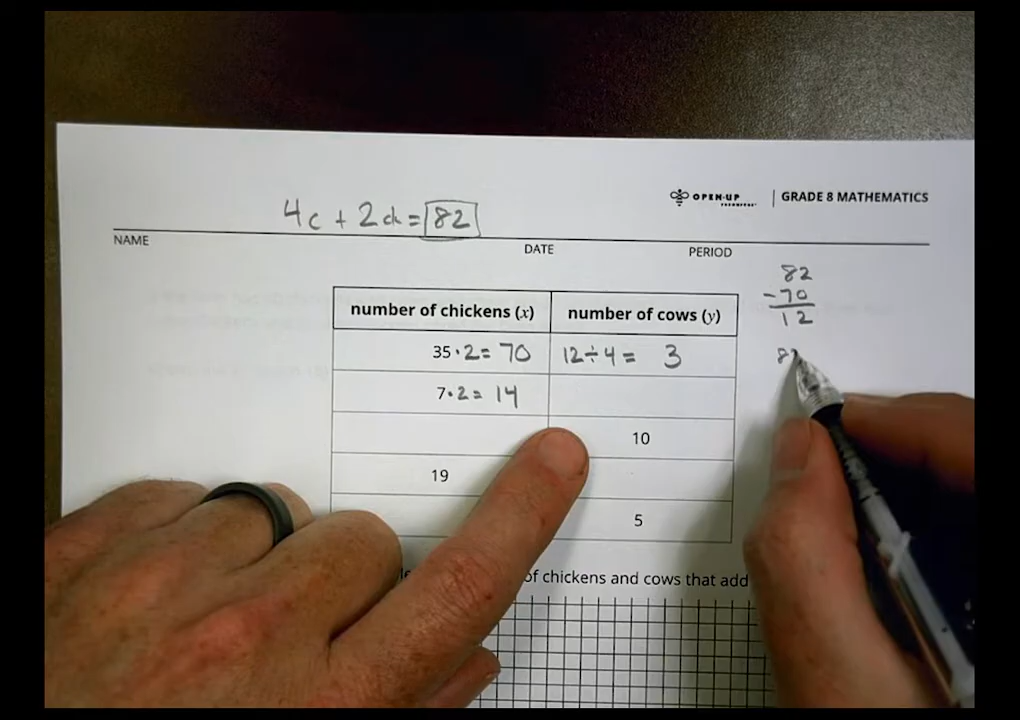 OPEN-UP
GRADE 8 MATHEMATICS
4c + 2ck = 82
NAME
DATE
PERIOD
82
-70
12
number of chickens (x)
number of cows (y)
35·2= 70
12÷4= 3
7·2= 14
10
19
5
of chickens and cows that add